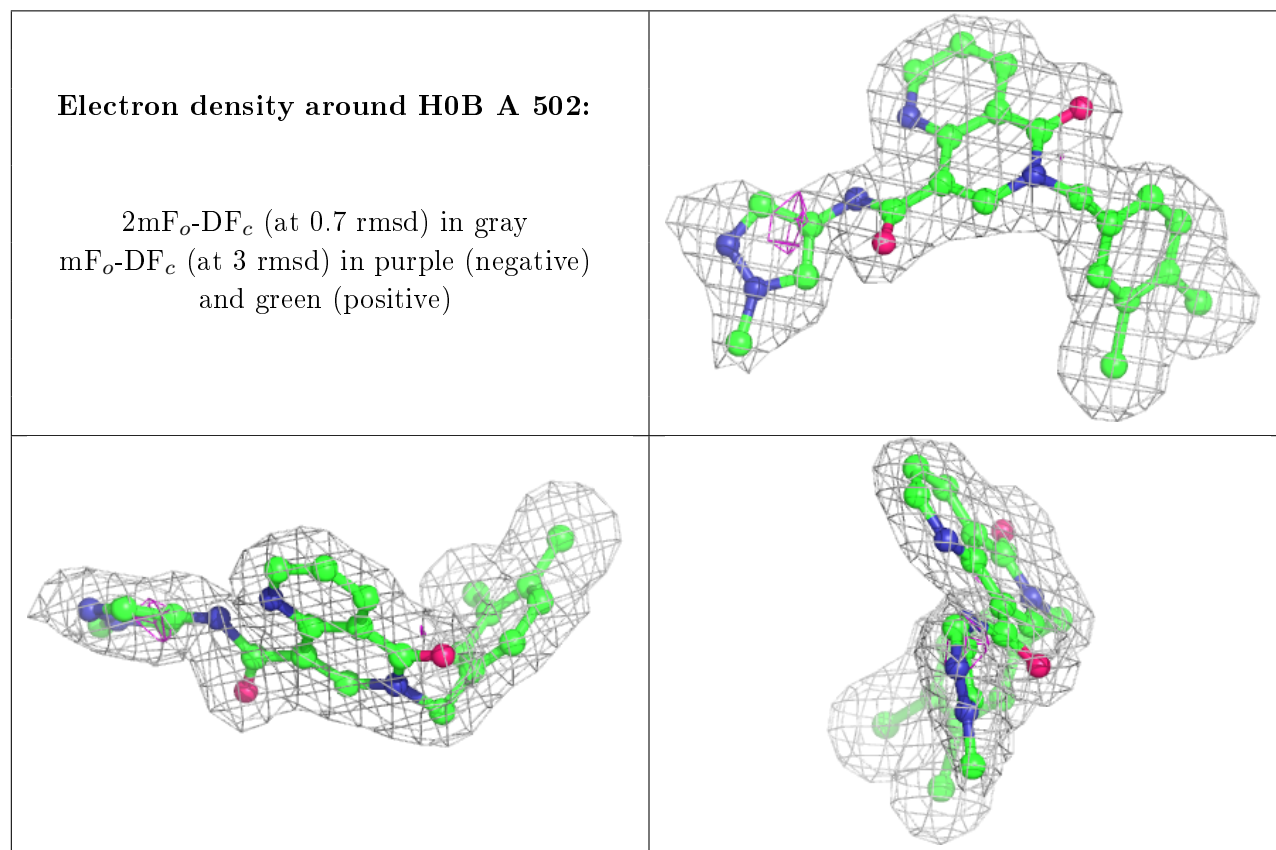 Electron density around H0B A 502:
2mFₒ-DF𝒸 (at 0.7 rmsd) in gray
mFₒ-DF𝒸 (at 3 rmsd) in purple (negative)
and green (positive)